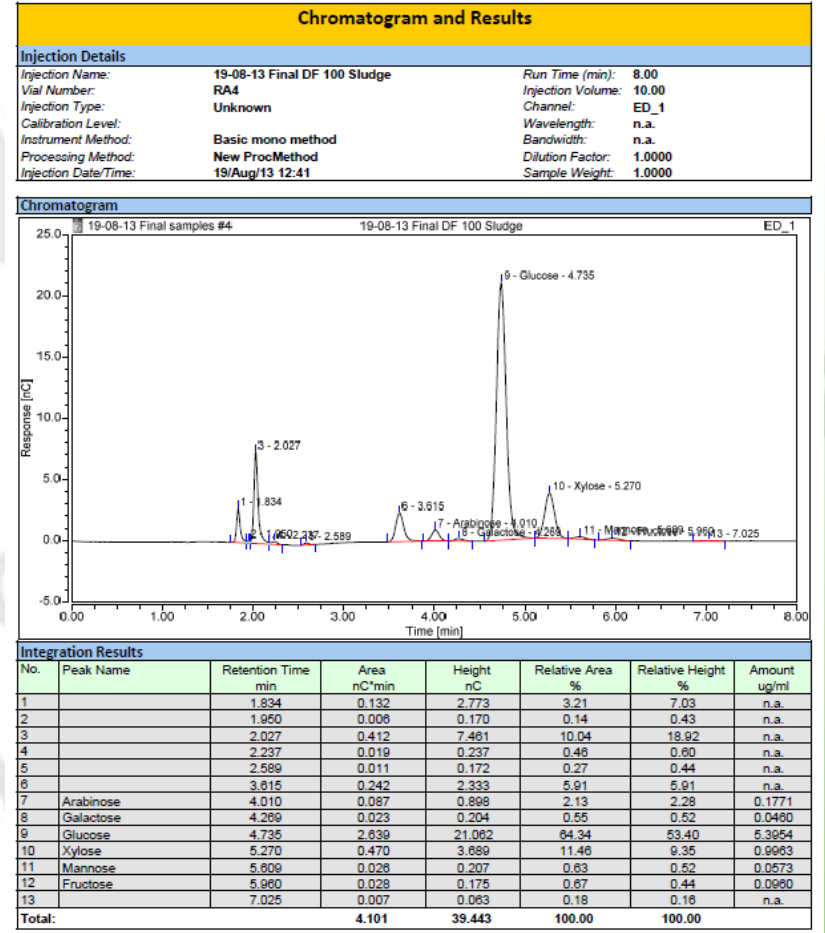 Chromatogram and Results
Injection Details
Injection Name: 19-08-13 Final DF 100 Sludge Run Time (min): 8.00
Vial Number: RA4 Injection Volume: 10.00
Injection Type: Unknown Channel: ED_1
Calibration Level: Wavelength: n.a.
Instrument Method: Basic mono method Bandwidth: n.a.
Processing Method: New ProcMethod Dilution Factor: 1.0000
Injection Date/Time: 19/Aug/13 12:41 Sample Weight: 1.0000
Chromatogram
19-08-13 Final samples #4 19-08-13 Final DF 100 Sludge ED_1
25.0
20.0
15.0
10.0
5.0
0.0
-5.0
Response [nC]
9 - Glucose - 4.735
3 - 2.027
10 - Xylose - 5.270
1 - 1.834
6 - 3.615
7 - Arabinose - 4.010
8 - Galactose - 4.269
5 - 2.589
11 - Mannose - 5.609
12 - Fructose - 5.960
13 - 7.025
0.00 1.00 2.00 3.00 4.00 5.00 6.00 7.00 8.00
Time [min]
Integration Results
No. Peak Name Retention Time Area Height Relative Area Relative Height Amount
min nC*min nC % % ug/ml
1 1.834 0.132 2.773 3.21 7.03 n.a.
2 1.950 0.006 0.170 0.14 0.43 n.a.
3 2.027 0.412 7.461 10.04 18.92 n.a.
4 2.237 0.019 0.237 0.46 0.60 n.a.
5 2.589 0.011 0.172 0.27 0.44 n.a.
6 3.615 0.242 2.333 5.91 5.91 n.a.
7 Arabinose 4.010 0.087 0.898 2.13 2.28 0.1771
8 Galactose 4.269 0.023 0.204 0.55 0.52 0.0460
9 Glucose 4.735 2.639 21.062 64.34 53.40 5.3954
10 Xylose 5.270 0.470 3.689 11.46 9.35 0.9963
11 Mannose 5.609 0.026 0.207 0.63 0.52 0.0573
12 Fructose 5.960 0.028 0.175 0.67 0.44 0.0960
13 7.025 0.007 0.063 0.18 0.16 n.a.
Total: 4.101 39.443 100.00 100.00